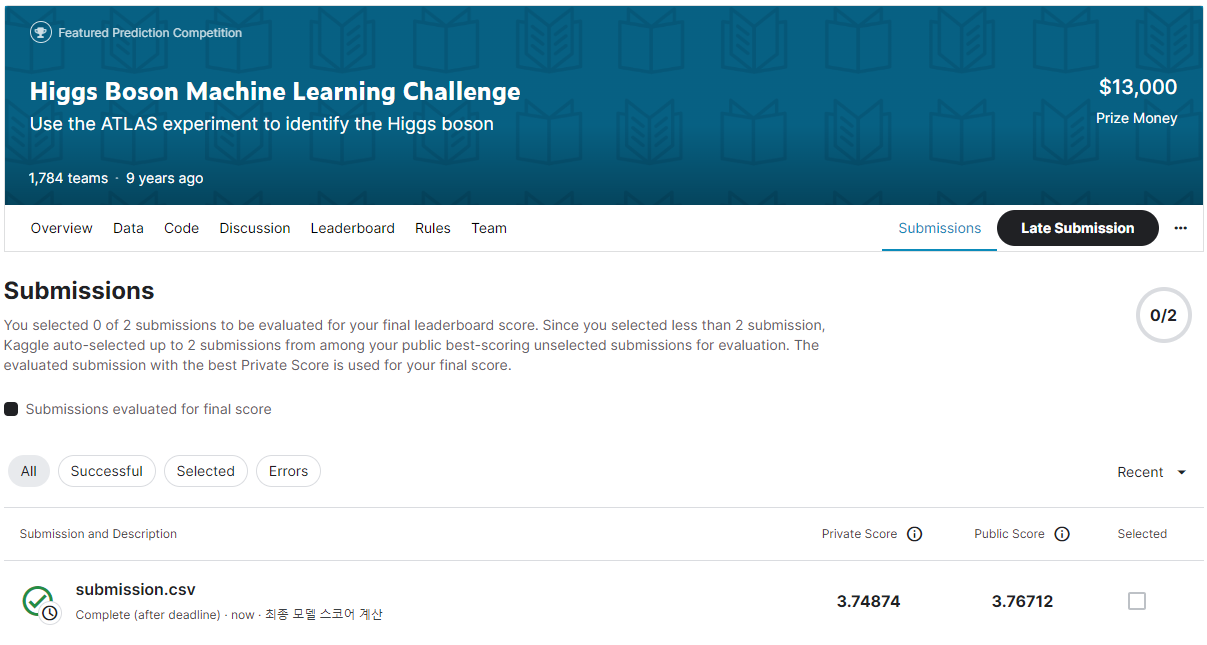 Featured Prediction Competition
Higgs Boson Machine Learning Challenge
Use the ATLAS experiment to identify the Higgs boson
$13,000
Prize Money
1,784 teams · 9 years ago
Overview Data Code Discussion Leaderboard Rules Team Submissions Late Submission ...
Submissions
You selected 0 of 2 submissions to be evaluated for your final leaderboard score. Since you selected less than 2 submission,
Kaggle auto-selected up to 2 submissions from among your public best-scoring unselected submissions for evaluation. The
evaluated submission with the best Private Score is used for your final score.
0/2
Submissions evaluated for final score
All Successful Selected Errors Recent
Submission and Description Private Score Public Score Selected
submission.csv
Complete (after deadline) · now · 최종 모델 스코어 계산
3.74874 3.76712